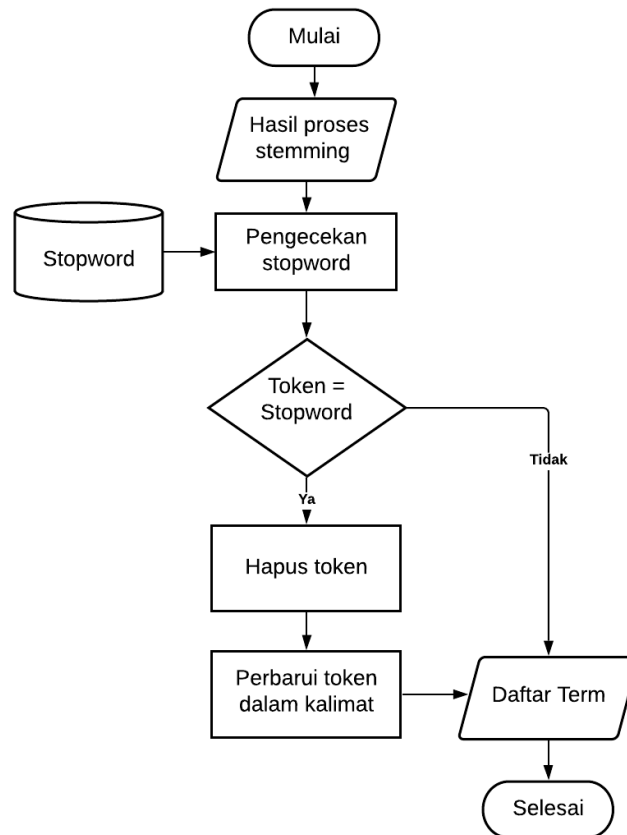 Mulai
Hasil proses
stemming
Stopword
Pengecekan
stopword
Token =
Stopword
Tidak
Ya
Hapus token
Perbarui token
dalam kalimat
Daftar Term
Selesai